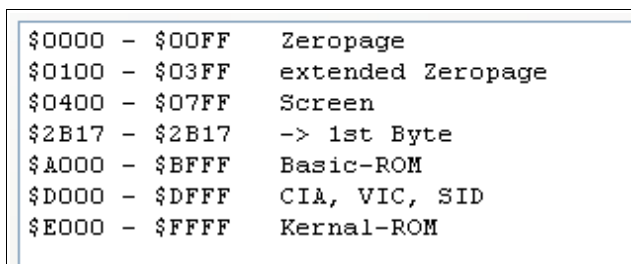 $0000 - $00FF   Zeropage
$0100 - $03FF   extended Zeropage
$0400 - $07FF   Screen
$2B17 - $2B17   -> 1st Byte
$A000 - $BFFF   Basic-ROM
$D000 - $DFFF   CIA, VIC, SID
$E000 - $FFFF   Kernal-ROM